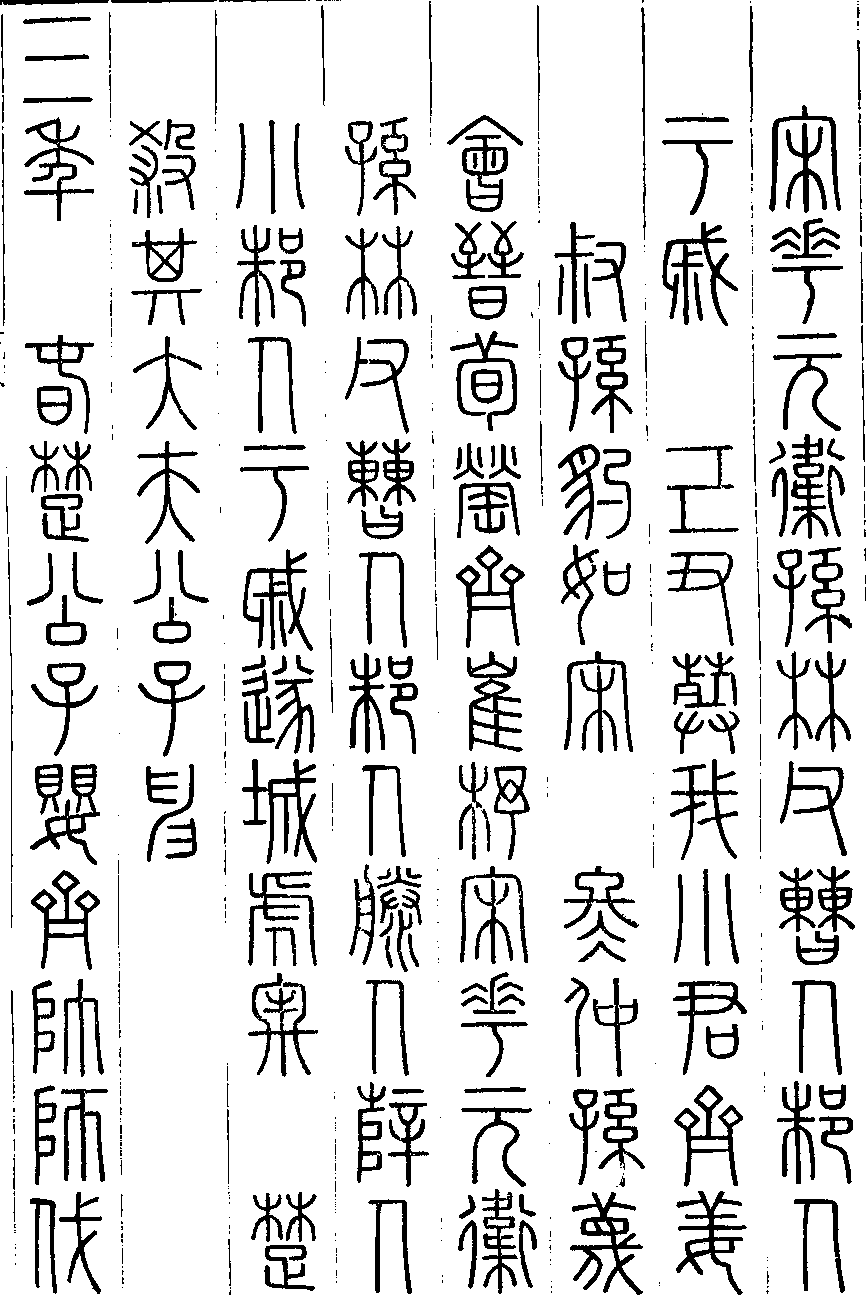 宋華元衞孫林父曹人邾人
于戚　己丑葬我小君齊姜
叔孫豹如宋　冬仲孫蔑
會晉荀罃齊崔杼宋華元衞
孫林父曹人邾人滕人薛人
小邾人于戚遂城虎牢　楚
殺其大夫公子申
三年　春楚公子嬰齊帥師伐